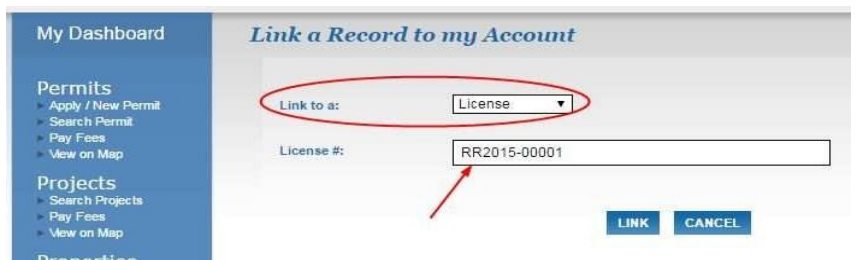 My Dashboard
Permits
Apply / New Permit
Search Permit
Pay Fees
View on Map
Projects
Search Projects
Pay Fees
View on Map
Properties
Link a Record to my Account
Link to a: License
License #: RR2015-00001
LINK CANCEL